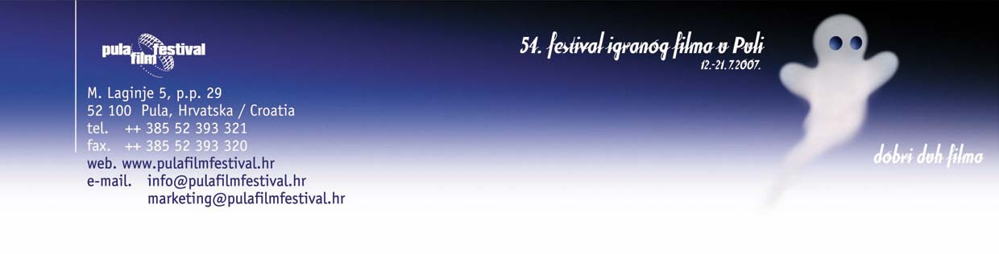 pula festival
film
M. Laginje 5, p.p. 29
52 100 Pula, Hrvatska / Croatia
tel. ++ 385 52 393 321
fax. ++ 385 52 393 320
web. www.pulafilmfestival.hr
e-mail. info@pulafilmfestival.hr
marketing@pulafilmfestival.hr
54. festival igranog filma u Puli
12.-21.7.2007.
dobri duh filma